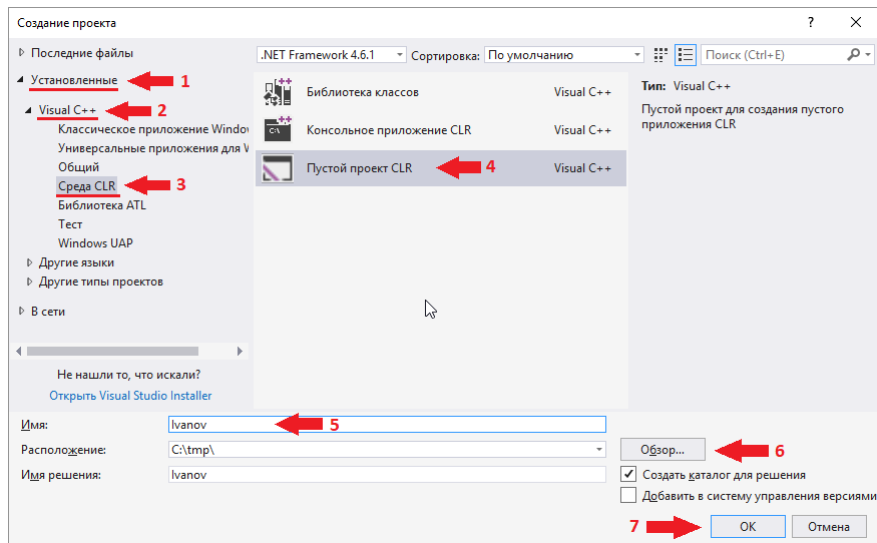 Создание проекта ? ×
Последние файлы
Установленные 1
Visual C++ 2
Классическое приложение Windo
Универсальные приложения для
Общий
Среда CLR 3
Библиотека ATL
Тест
Windows UAP
Другие языки
Другие типы проектов
В сети
Не нашли то, что искали?
Открыть Visual Studio Installer
.NET Framework 4.6.1 Сортировка: По умолчанию Поиск (Ctrl+E)
Библиотека классов Visual C++
Консольное приложение CLR Visual C++
Пустой проект CLR 4 Visual C++
Тип: Visual C++
Пустой проект для создания пустого
приложения CLR
Имя: Ivanov 5
Расположение: C:\tmp\ Обзор... 6
Имя решения: Ivanov
Создать каталог для решения
Добавить в систему управления версиями
7 ОК Отмена